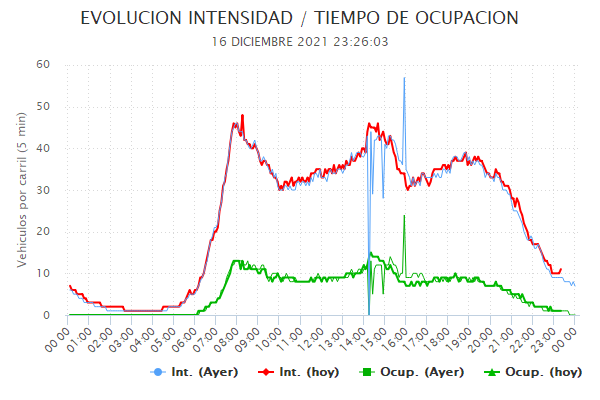 EVOLUCION INTENSIDAD / TIEMPO DE OCUPACION
16 DICIEMBRE 2021 23:26:03
Vehiculos por carril (5 min)
60
50
40
30
20
10
0
00:00 01:00 02:00 03:00 04:00 05:00 06:00 07:00 08:00 09:00 10:00 11:00 12:00 13:00 14:00 15:00 16:00 17:00 18:00 19:00 20:00 21:00 22:00 23:00 00:00
Int. (Ayer) Int. (hoy) Ocup. (Ayer) Ocup. (hoy)